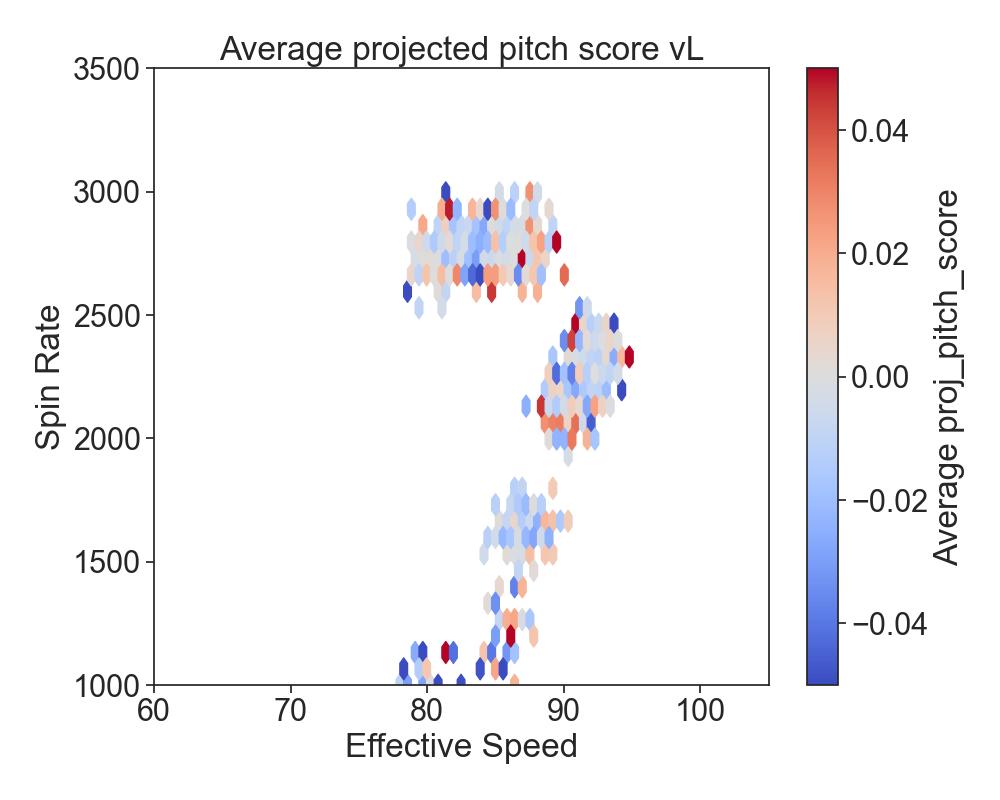 Average projected pitch score vL
3500
3000
2500
2000
1500
1000
Spin Rate
60 70 80 90 100
Effective Speed
0.04
0.02
0.00
−0.02
−0.04
Average proj_pitch_score